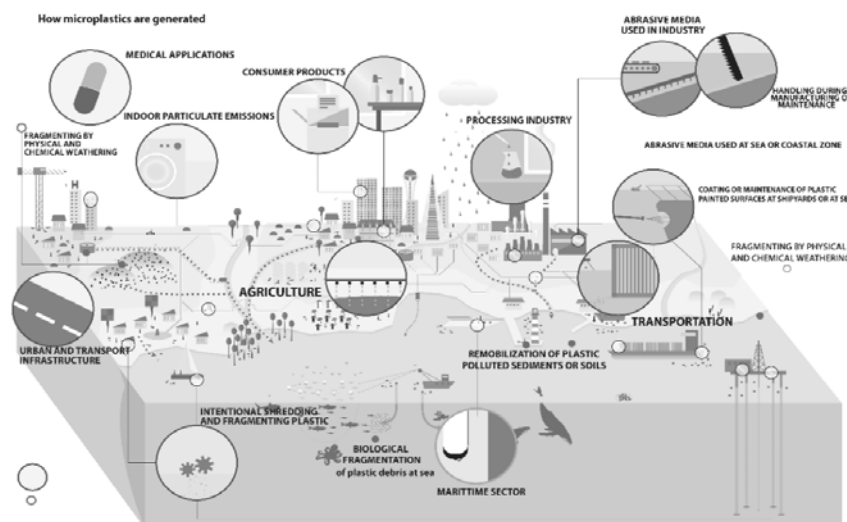 How microplastics are generated
MEDICAL APPLICATIONS
ABRASIVE MEDIA
USED IN INDUSTRY
CONSUMER PRODUCTS
HANDLING DURING
MANUFACTURING O
MAINTENANCE
INDOOR PARTICULATE EMISSIONS
PROCESSING INDUSTRY
FRAGMENTING BY
PHYSICAL AND
CHEMICAL WEATHERING
ABRASIVE MEDIA USED AT SEA OR COASTAL ZONE
H
COATING OR MAINTENANCE OF PLASTIC
PAINTED SURFACES AT SHIPYARDS OR AT SE
FRAGMENTING BY PHYSICAL
AND CHEMICAL WEATHERING
AGRICULTURE
TRANSPORTATION
URBAN AND TRANSPORT
INFRASTRUCTURE
REMOBILIZATION OF PLASTIC
POLLUTED SEDIMENTS OR SOILS
INTENTIONAL SHREDDING
AND FRAGMENTING PLASTIC
BIOLOGICAL
FRAGMENTATION
of plastic debris at sea
MARITTIME SECTOR